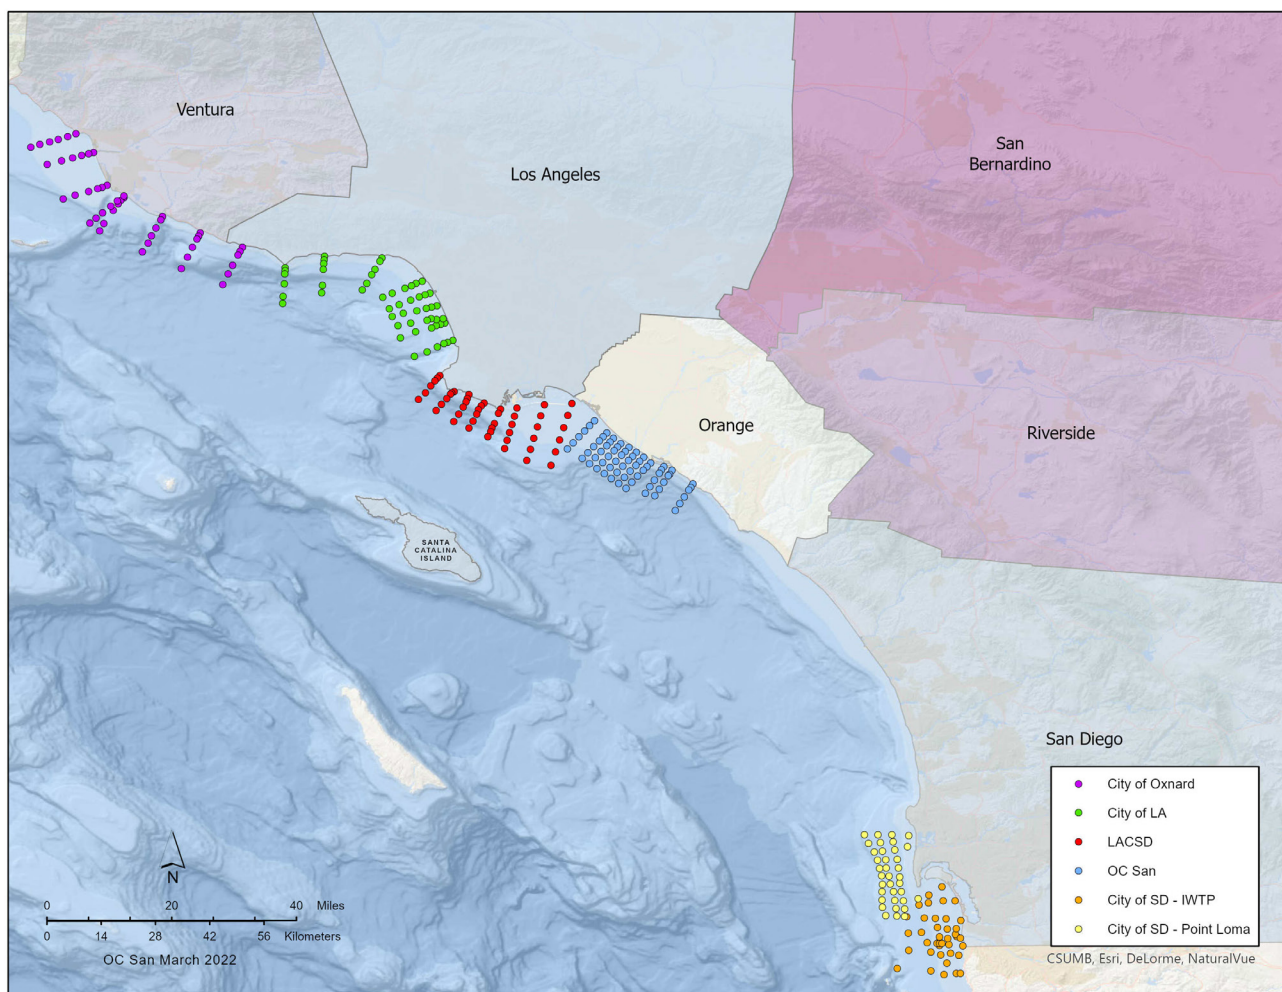 Ventura
Los Angeles
San
Bernardino
Orange
Riverside
SANTA
CATALINA
ISLAND
San Diego
City of Oxnard
City of LA
LACSD
OC San
City of SD - IWTP
City of SD - Point Loma
N
0 20 40 Miles
0 14 28 42 56 Kilometers
OC San March 2022
CSUMB, Esri, DeLorme, NaturalVue